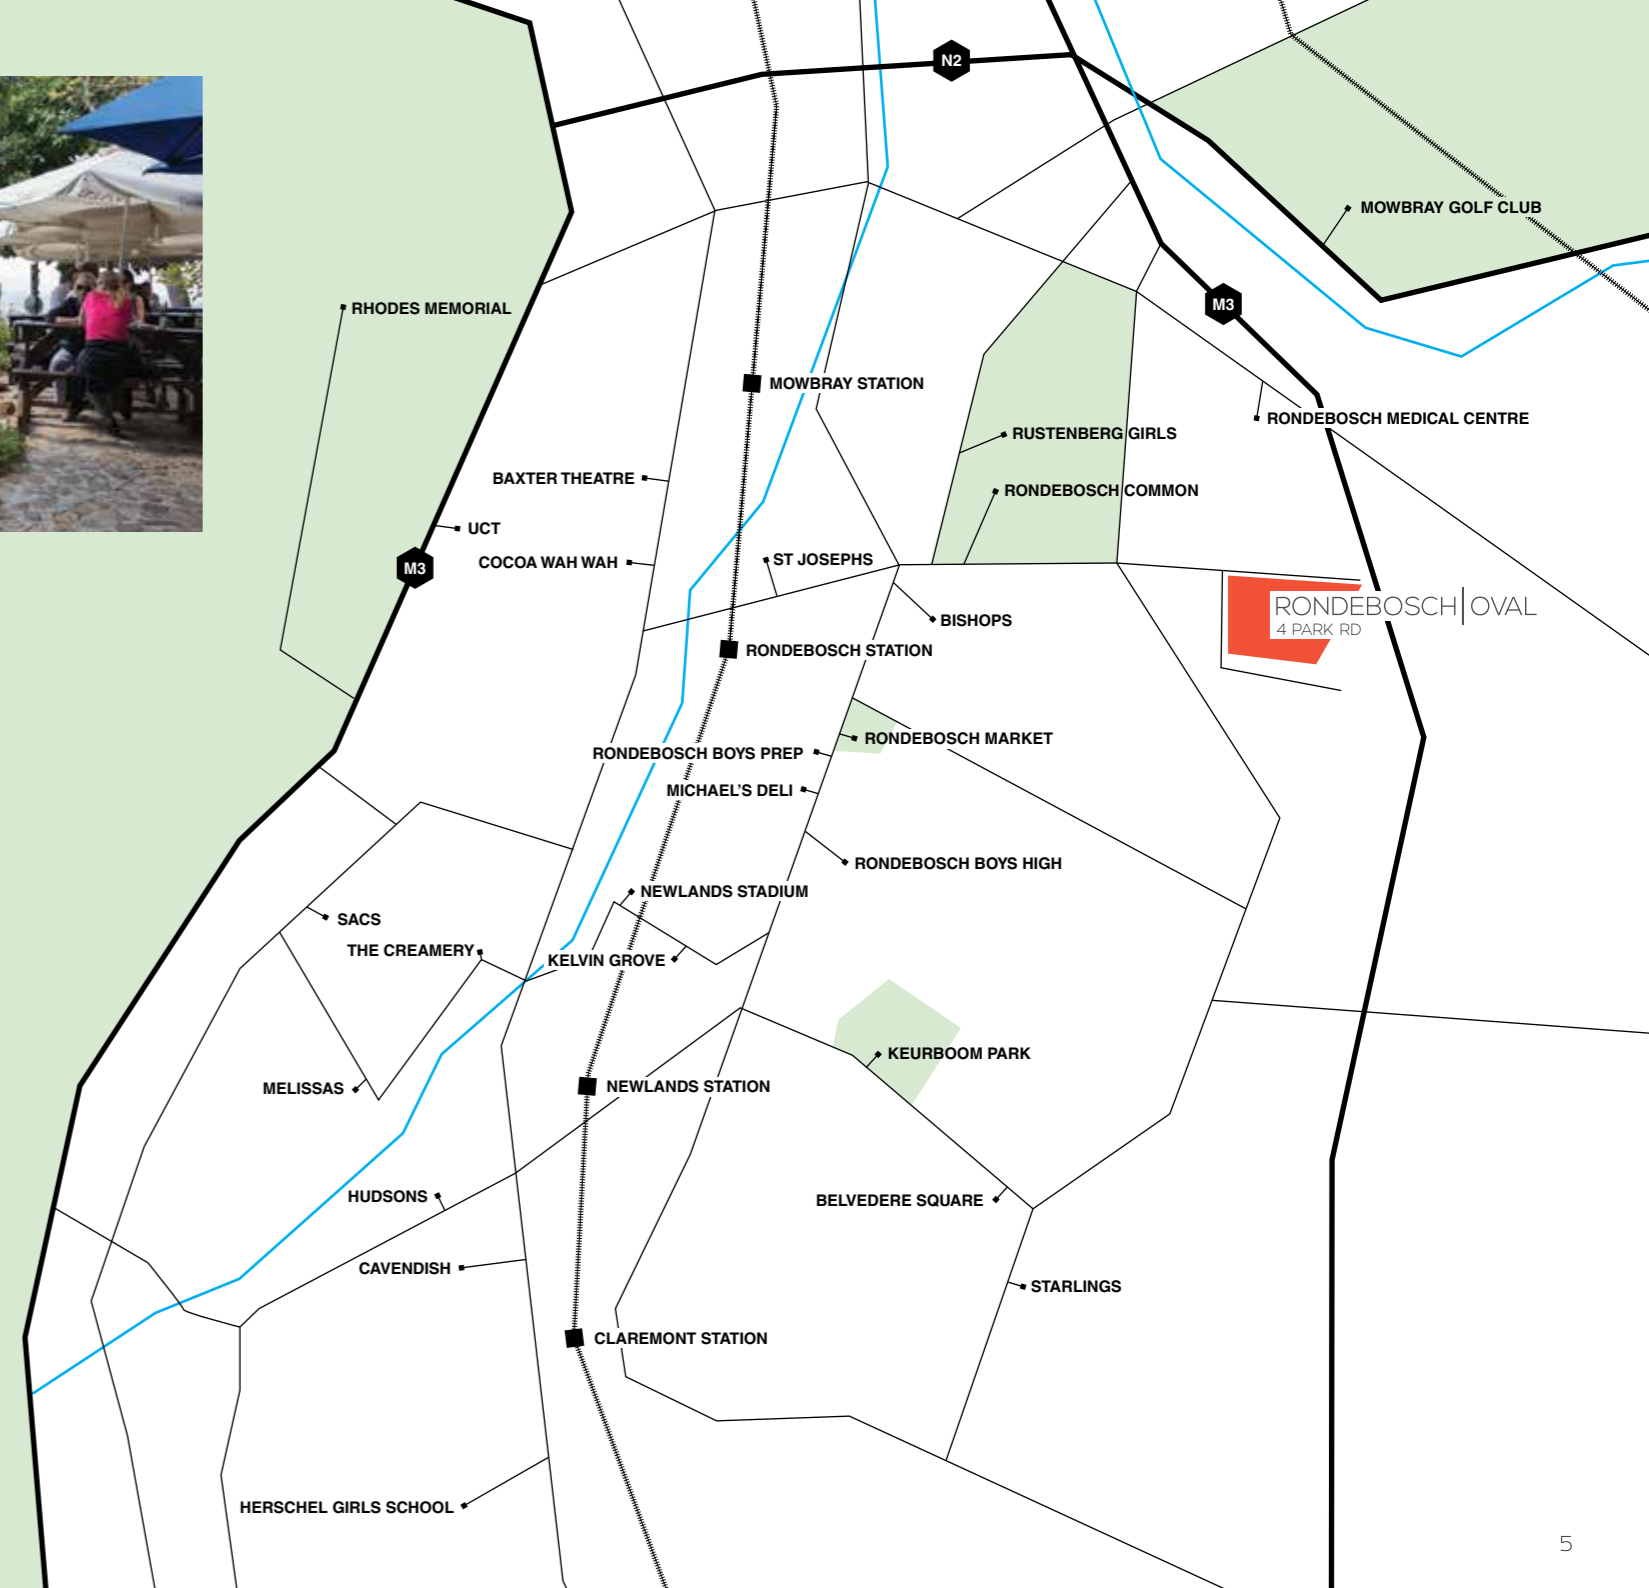 N2
MOWBRAY GOLF CLUB
RHODES MEMORIAL
M3
MOWBRAY STATION
RONDEBOSCH MEDICAL CENTRE
RUSTENBERG GIRLS
BAXTER THEATRE
RONDEBOSCH COMMON
UCT
COCOA WAH WAH
ST JOSEPHS
M3
RONDEBOSCH|OVAL
4 PARK RD
BISHOPS
RONDEBOSCH STATION
RONDEBOSCH MARKET
RONDEBOSCH BOYS PREP
MICHAEL'S DELI
RONDEBOSCH BOYS HIGH
NEWLANDS STADIUM
SACS
THE CREAMERY
KELVIN GROVE
KEURBOOM PARK
MELISSAS
NEWLANDS STATION
HUDSONS
BELVEDERE SQUARE
CAVENDISH
STARLINGS
CLAREMONT STATION
HERSCHEL GIRLS SCHOOL
5